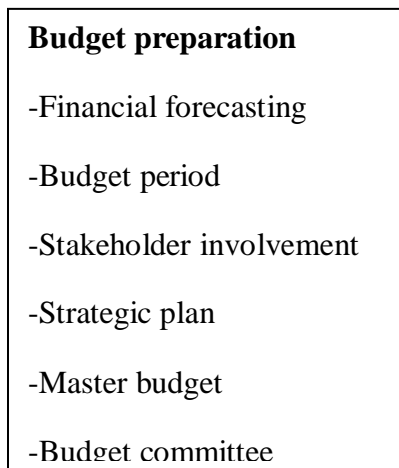 Budget preparation
-Financial forecasting
-Budget period
-Stakeholder involvement
-Strategic plan
-Master budget
-Budget committee